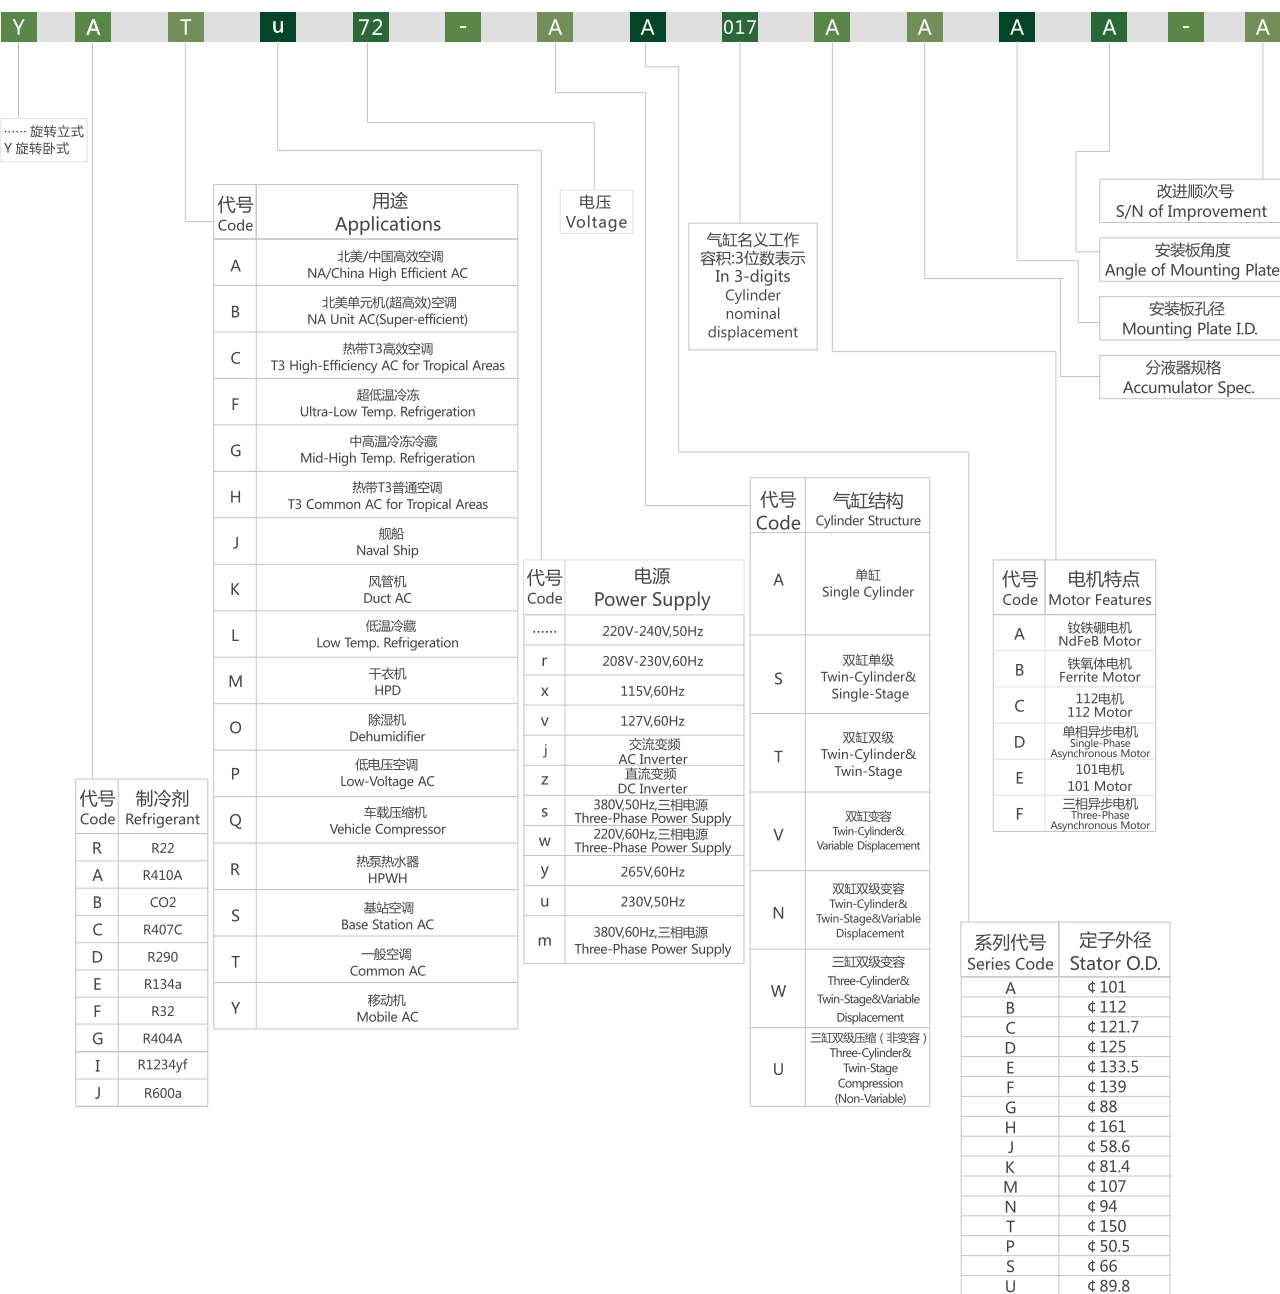 Y A T u 72 - A A 017 A A A A - A
······ 旋转立式
Y 旋转卧式
改进顺次号
S/N of Improvement
安装板角度
Angle of Mounting Plate
安装板孔径
Mounting Plate I.D.
分液器规格
Accumulator Spec.
电压
Voltage
气缸名义工作
容积:3位数表示
In 3-digits
Cylinder
nominal
displacement
代号 用途
Code Applications
A 北美/中国高效空调
NA/China High Efficient AC
B 北美单元机(超高效)空调
NA Unit AC(Super-efficient)
C 热带T3高效空调
T3 High-Efficiency AC for Tropical Areas
F 超低温冷冻
Ultra-Low Temp. Refrigeration
G 中高温冷冻冷藏
Mid-High Temp. Refrigeration
H 热带T3普通空调
T3 Common AC for Tropical Areas
J 舰船
Naval Ship
K 风管机
Duct AC
L 低温冷藏
Low Temp. Refrigeration
M 干衣机
HPD
O 除湿机
Dehumidifier
P 低电压空调
Low-Voltage AC
Q 车载压缩机
Vehicle Compressor
R 热泵热水器
HPWH
S 基站空调
Base Station AC
T 一般空调
Common AC
Y 移动机
Mobile AC
代号 制冷剂
Code Refrigerant
R R22
A R410A
B CO2
C R407C
D R290
E R134a
F R32
G R404A
I R1234yf
J R600a
代号 电源
Code Power Supply
······ 220V-240V,50Hz
r 208V-230V,60Hz
x 115V,60Hz
v 127V,60Hz
j 交流变频
AC Inverter
z 直流变频
DC Inverter
s 380V,50Hz,三相电源
Three-Phase Power Supply
w 220V,60Hz,三相电源
Three-Phase Power Supply
y 265V,60Hz
u 230V,50Hz
m 380V,60Hz,三相电源
Three-Phase Power Supply
代号 气缸结构
Code Cylinder Structure
A 单缸
Single Cylinder
S 双缸单级
Twin-Cylinder&
Single-Stage
T 双缸双级
Twin-Cylinder&
Twin-Stage
V 双缸变容
Twin-Cylinder&
Variable Displacement
N 双缸双级变容
Twin-Cylinder&
Twin-Stage&Variable
Displacement
W 三缸双级变容
Three-Cylinder&
Twin-Stage&Variable
Displacement
U 三缸双级压缩（非变容）
Three-Cylinder&
Twin-Stage
Compression
(Non-Variable)
代号 电机特点
Code Motor Features
A 钕铁硼电机
NdFeB Motor
B 铁氧体电机
Ferrite Motor
C 112电机
112 Motor
D 单相异步电机
Single-Phase
Asynchronous Motor
E 101电机
101 Motor
F 三相异步电机
Three-Phase
Asynchronous Motor
系列代号 定子外径
Series Code Stator O.D.
A ¢101
B ¢112
C ¢121.7
D ¢125
E ¢133.5
F ¢139
G ¢88
H ¢161
J ¢58.6
K ¢81.4
M ¢107
N ¢94
T ¢150
P ¢50.5
S ¢66
U ¢89.8